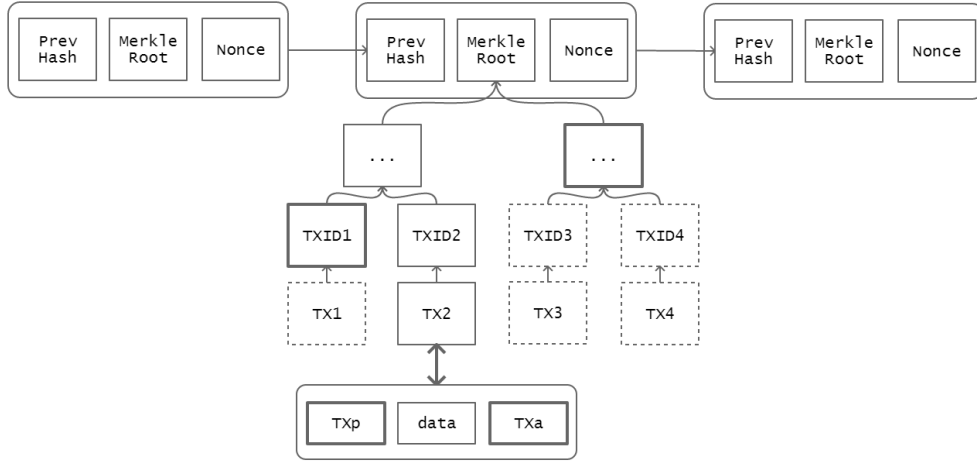 Prev Hash
Merkle Root
Nonce
Prev Hash
Merkle Root
Nonce
Prev Hash
Merkle Root
Nonce
...
...
TXID1
TXID2
TXID3
TXID4
TX1
TX2
TX3
TX4
TXp
data
TXa